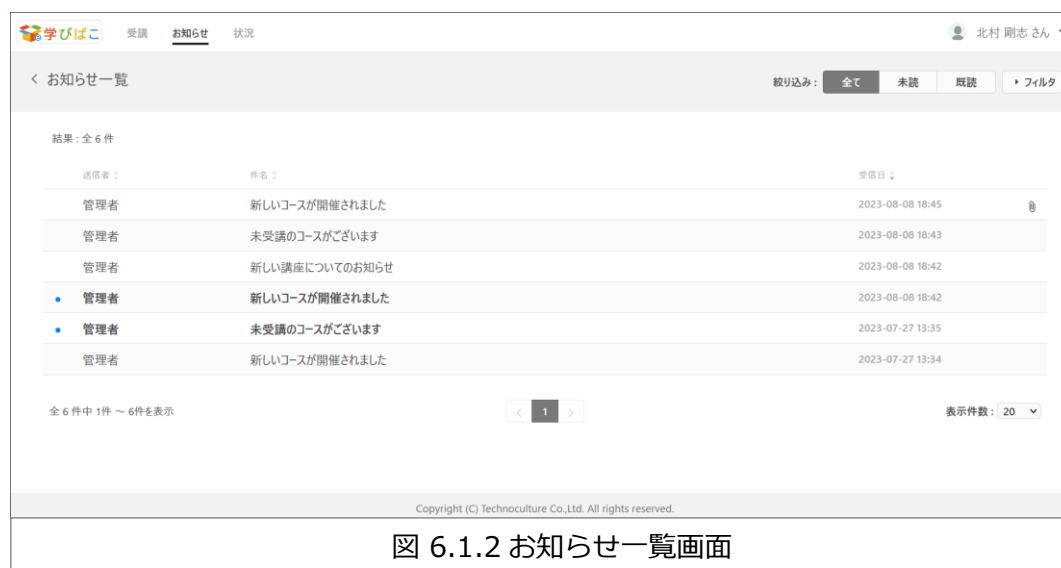 学びばこ 受講 お知らせ 状況 北村 剛志 さん
お知らせ一覧 絞り込み : 全て 未読 既読 フィルタ
結果 : 全 6 件
送信者 件名 受信日
管理者 新しいコースが開催されました 2023-08-08 18:45
管理者 未受講のコースがございます 2023-08-08 18:43
管理者 新しい講座についてのお知らせ 2023-08-08 18:42
管理者 新しいコースが開催されました 2023-08-08 18:42
管理者 未受講のコースがございます 2023-07-27 13:35
管理者 新しいコースが開催されました 2023-07-27 13:34
全 6 件中 1件 ～ 6件を表示 < 1 > 表示件数 : 20
Copyright (C) Technoculture Co.,Ltd. All rights reserved.
図 6.1.2 お知らせ一覧画面